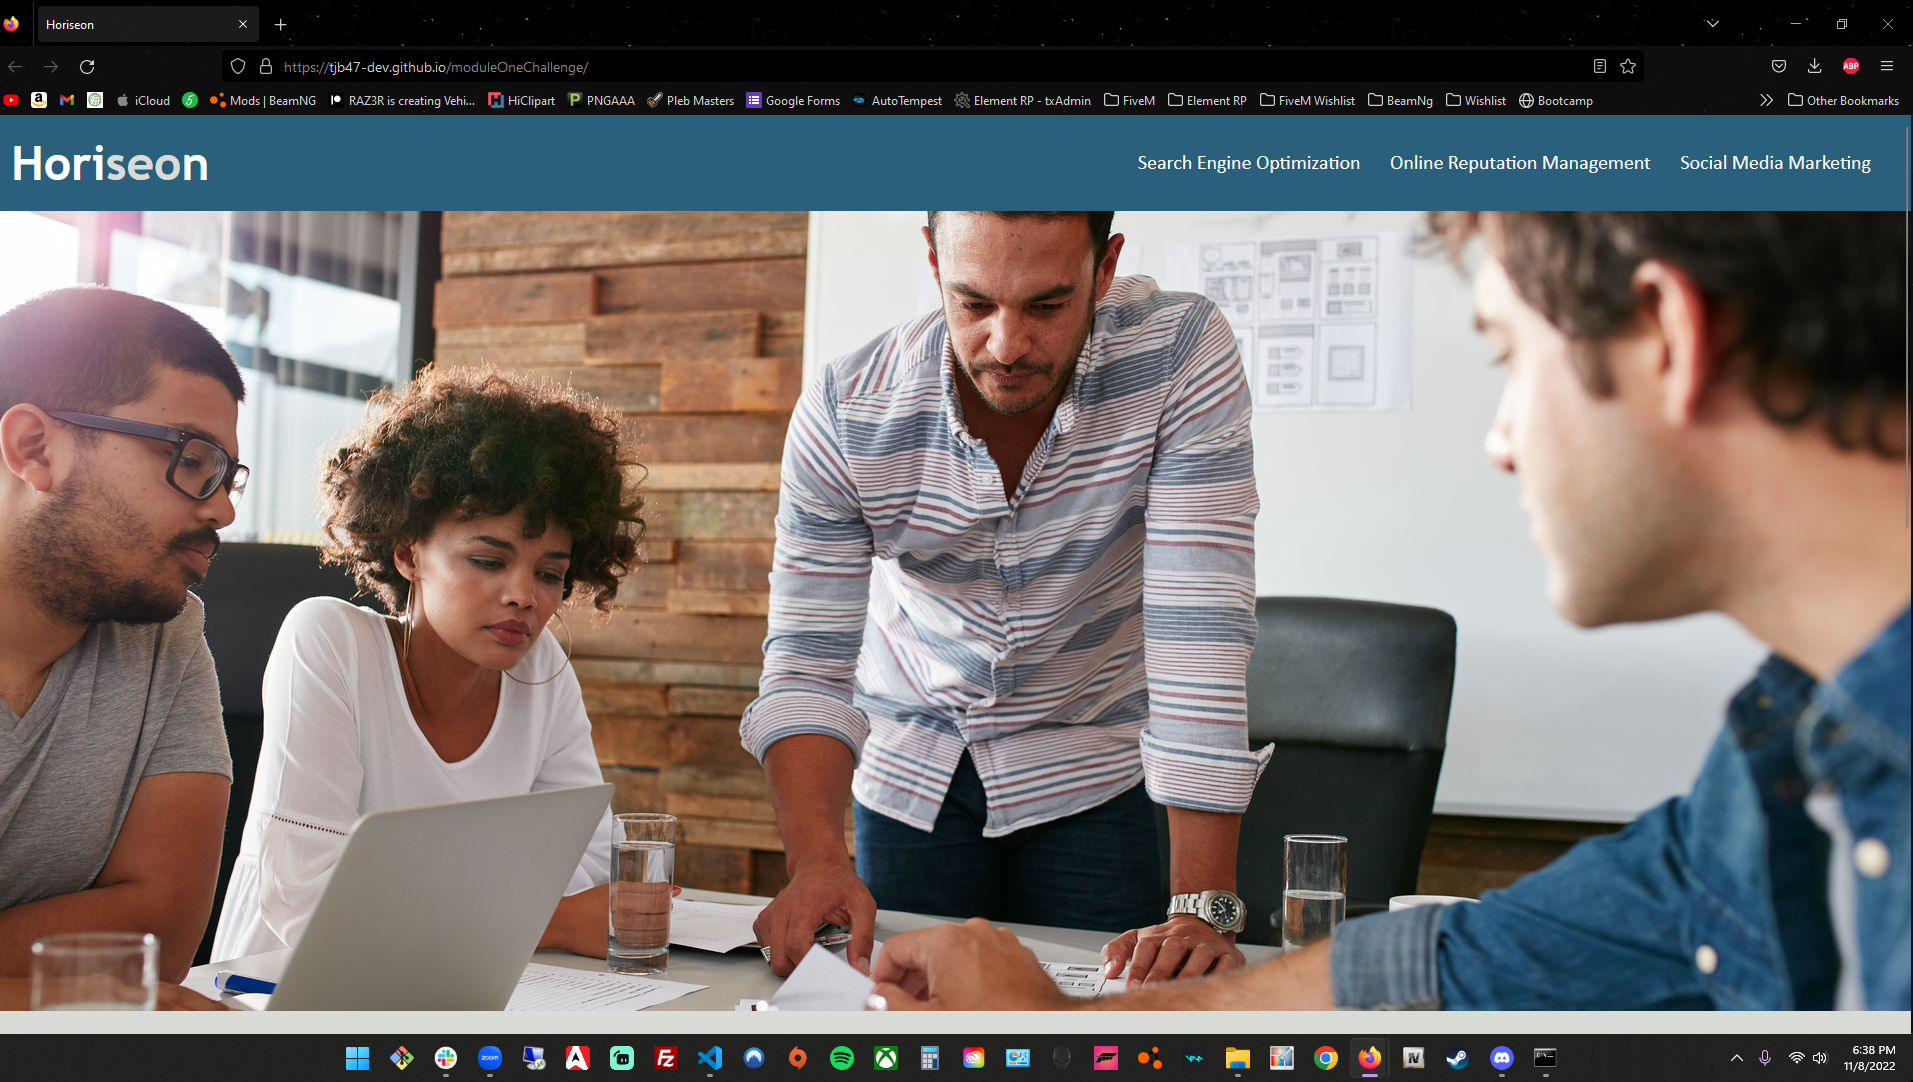 Horiseon
https://tjb47-dev.github.io/moduleOneChallenge/
ABP
iCloud
Mods | BeamNG
RAZ3R is creating Vehi...
HiClipart
PNGAAA
Pleb Masters
Google Forms
AutoTempest
Element RP - txAdmin
FiveM
Element RP
FiveM Wishlist
BeamNg
Wishlist
Bootcamp
Other Bookmarks
Horiseon
Search Engine Optimization
Online Reputation Management
Social Media Marketing
zoom
6:38 PM
11/8/2022